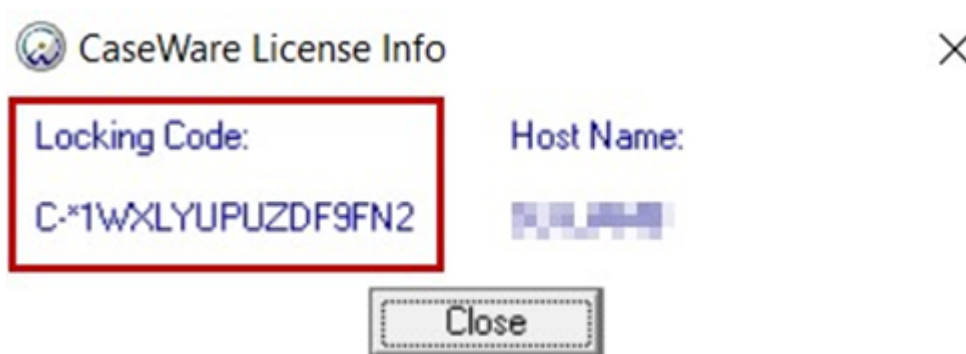 CaseWare License Info
Locking Code:
Host Name:
C-*1WXLYUPUZDF9FN2
Close